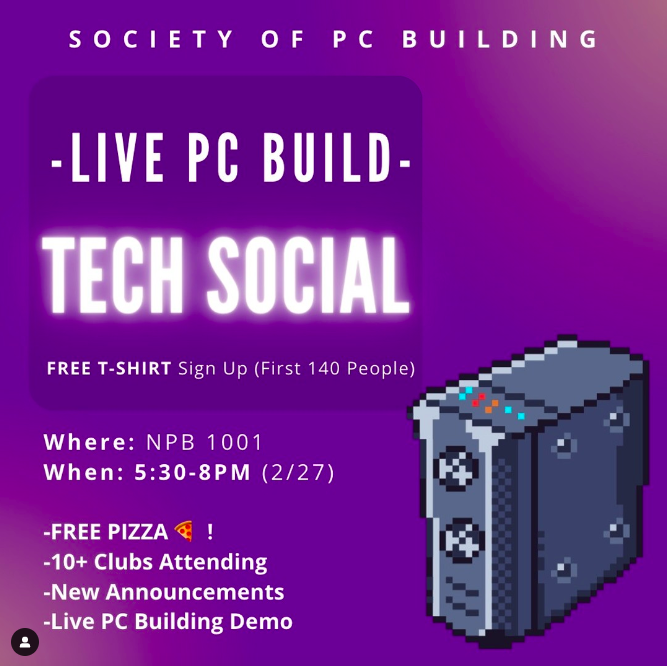 SOCIETY OF PC BUILDING
-LIVE PC BUILD-
TECH SOCIAL
FREE T-SHIRT Sign Up (First 140 People)
Where: NPB 1001
When: 5:30-8PM (2/27)
-FREE PIZZA🍕 !
-10+ Clubs Attending
-New Announcements
-Live PC Building Demo